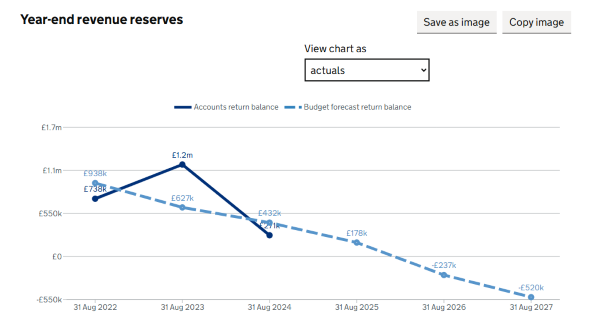 Year-end revenue reserves
Save as image
Copy image
View chart as
actuals
Accounts return balance
Budget forecast return balance
£1.7m
£1.1m
£550k
£0
-£550k
£938k
£738k
£1.2m
£627k
£432k
£178k
-£237k
-£520k
31 Aug 2022
31 Aug 2023
31 Aug 2024
31 Aug 2025
31 Aug 2026
31 Aug 2027